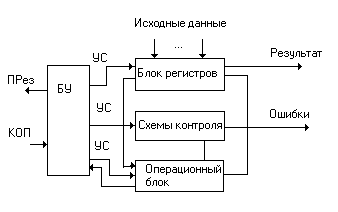 Исходные данные
...
УС
Результат
Блок регистров
ПРез
БУ
УС
Ошибки
КОП
Схемы контроля
УС
Операционный
блок